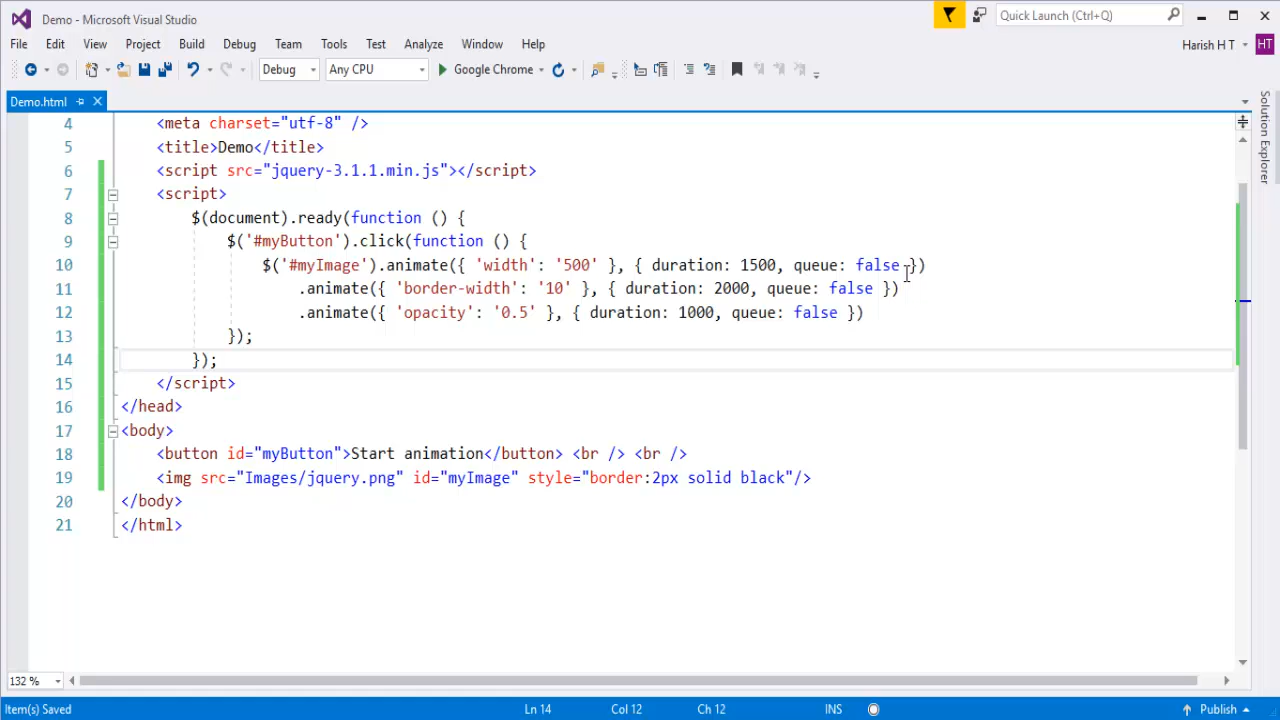 Demo - Microsoft Visual Studio
Quick Launch (Ctrl+Q)
File Edit View Project Build Debug Team Tools Test Analyze Window Help
Harish H T HT
Debug Any CPU Google Chrome
Demo.html
Solution Explorer
4 <meta charset="utf-8" />
5 <title>Demo</title>
6 <script src="jquery-3.1.1.min.js"></script>
7 <script>
8 $(document).ready(function () {
9 $('#myButton').click(function () {
10 $('#myImage').animate({ 'width': '500' }, { duration: 1500, queue: false })
11 .animate({ 'border-width': '10' }, { duration: 2000, queue: false })
12 .animate({ 'opacity': '0.5' }, { duration: 1000, queue: false })
13 });
14 });
15 </script>
16 </head>
17 <body>
18 <button id="myButton">Start animation</button> <br /> <br />
19 <img src="Images/jquery.png" id="myImage" style="border:2px solid black"/>
20 </body>
21 </html>
132 %
Item(s) Saved Ln 14 Col 12 Ch 12 INS Publish